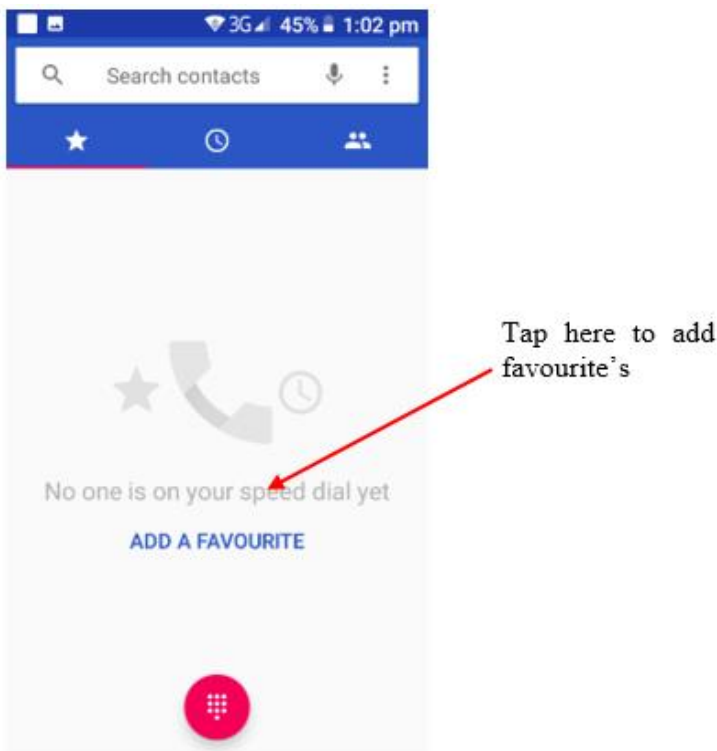 3G 45% 1:02 pm
Search contacts
Tap here to add
favourite’s
No one is on your speed dial yet
ADD A FAVOURITE